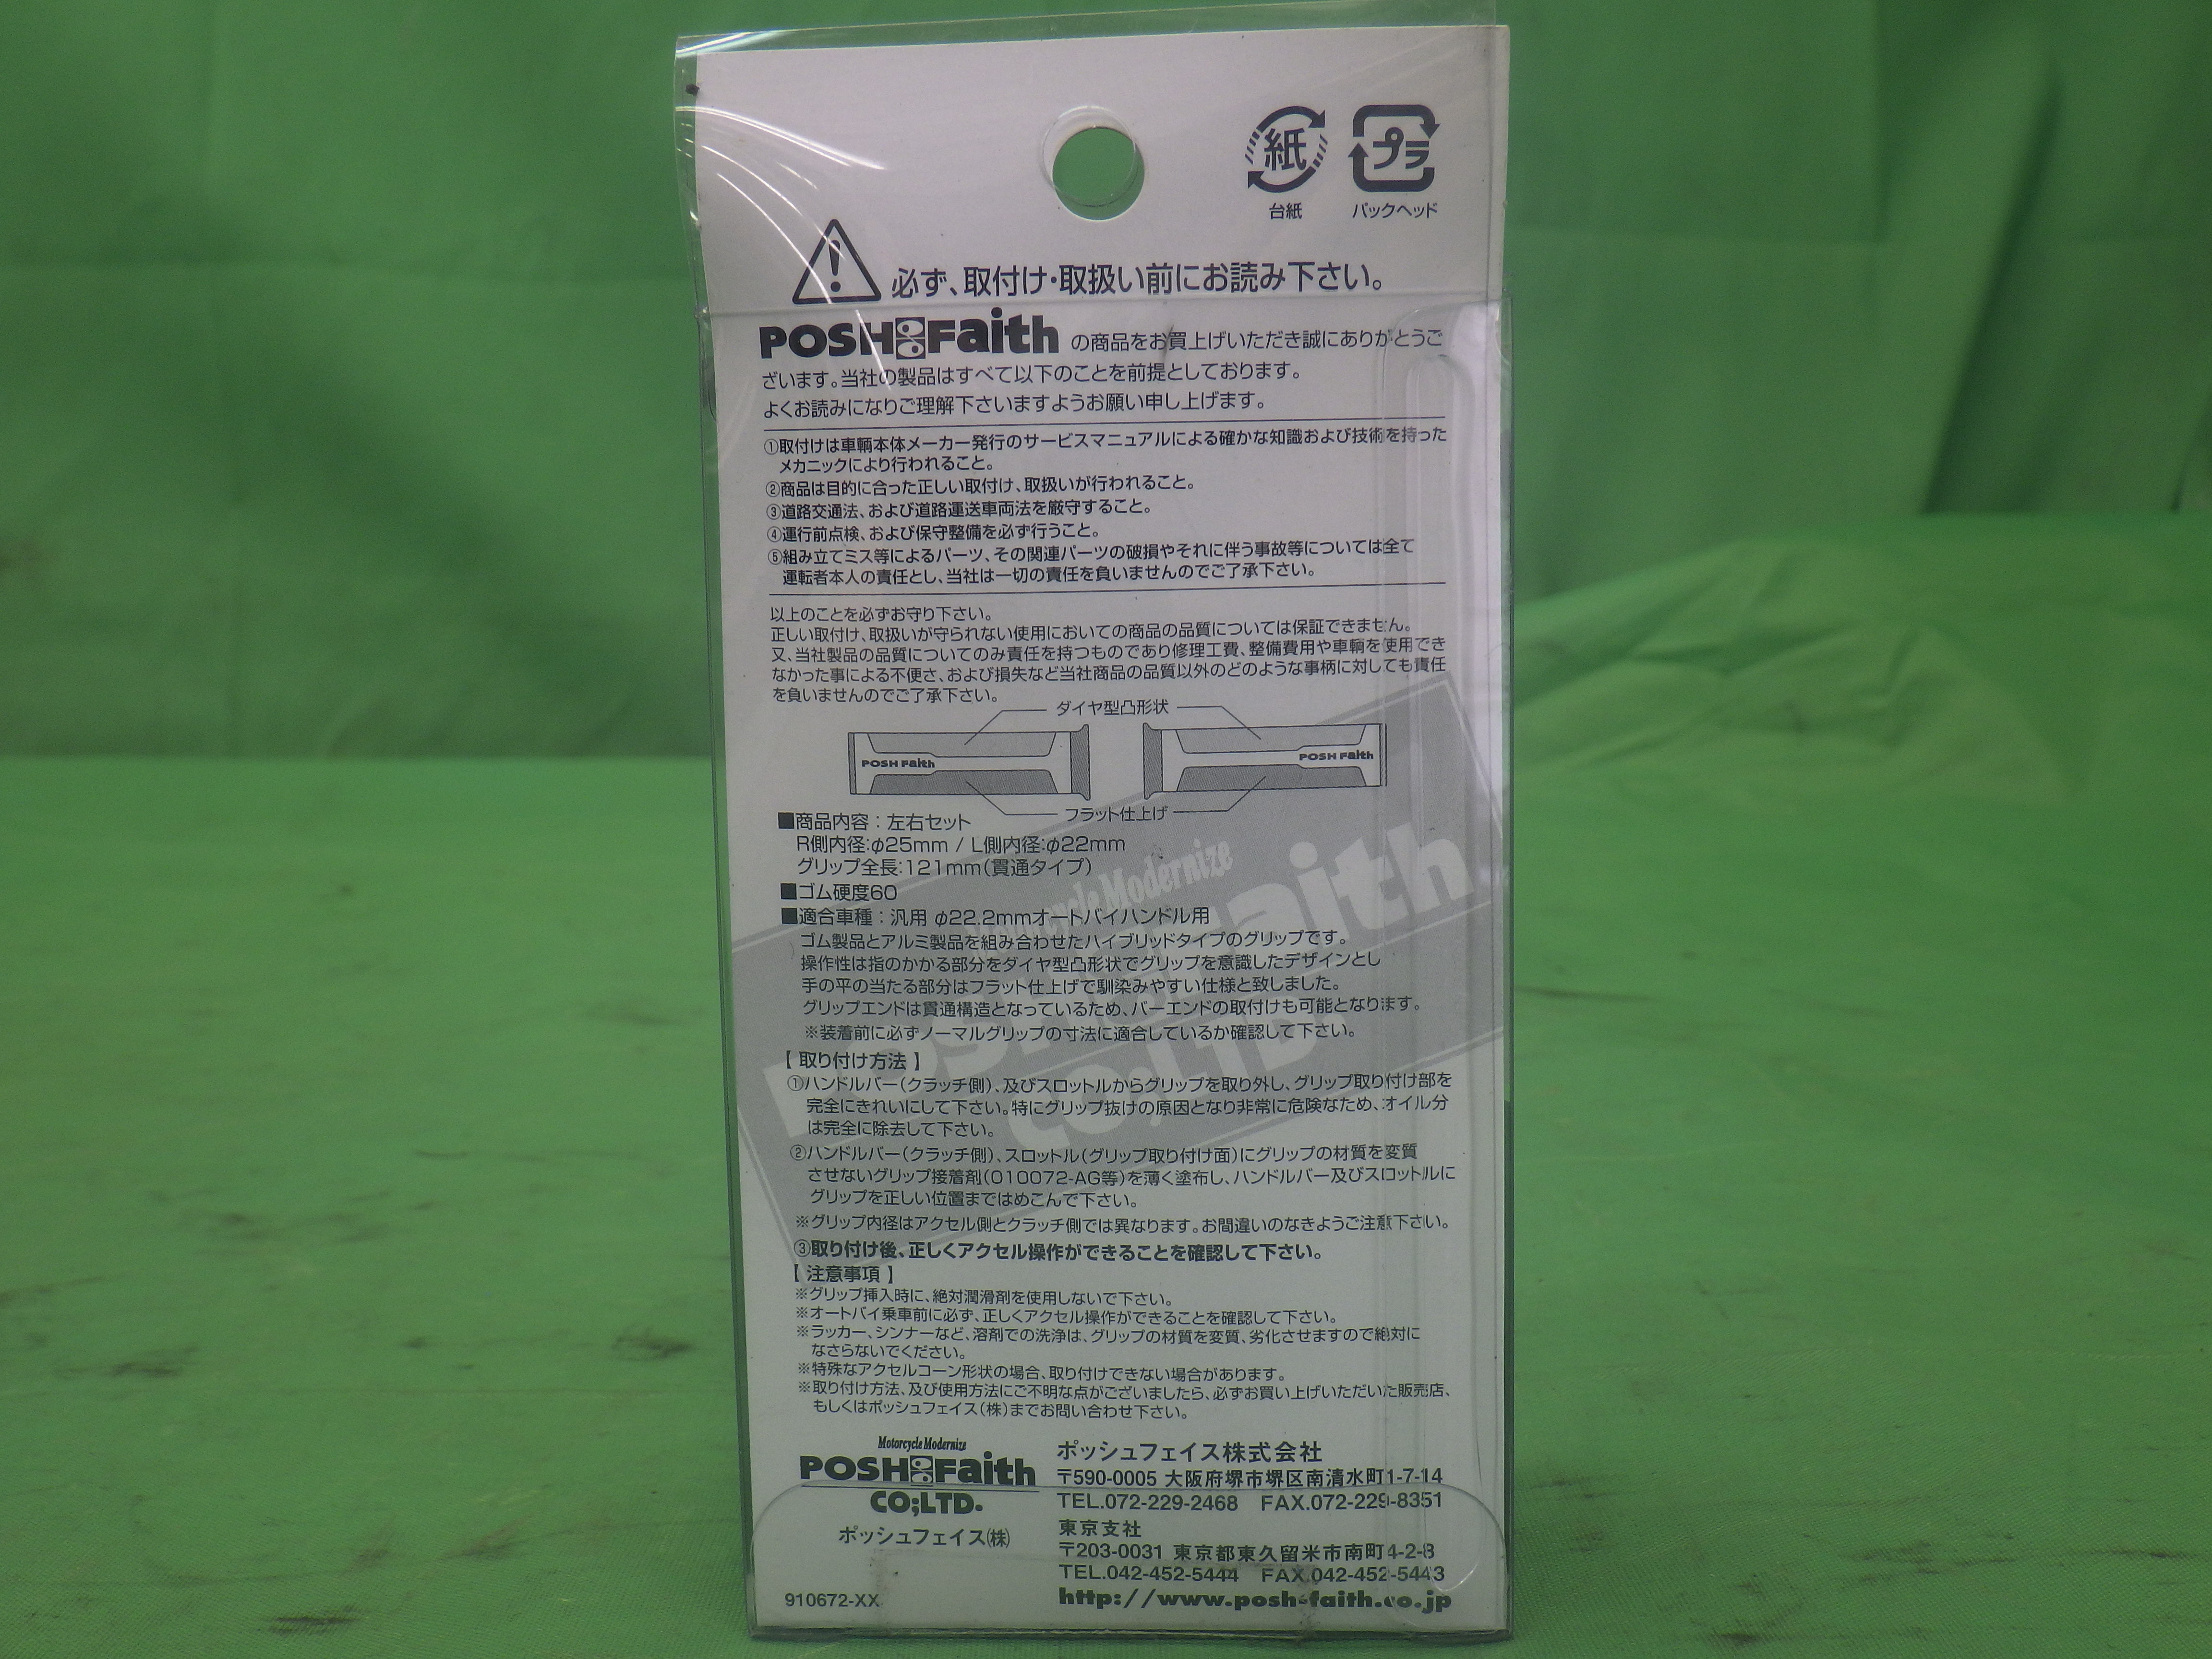 紙
プラ
台紙
パックヘッド
必ず、取付け・取扱い前にお読み下さい。
POSH Faith の商品をお買上げいただき誠にありがとうご
ざいます。当社の製品はすべて以下のことを前提としております。
よくお読みになりご理解下さいますようお願い申し上げます。
①取付けは車輌本体メーカー発行のサービスマニュアルによる確かな知識および技術を持った
メカニックにより行われること。
②商品は目的に合った正しい取付け、取扱いが行われること。
③道路交通法、および道路運送車両法を厳守すること。
④運行前点検、および保守整備を必ず行うこと。
⑤組み立てミス等によるパーツ、その関連パーツの破損やそれに伴う事故等については全て
運転者本人の責任とし、当社は一切の責任を負いませんのでご了承下さい。
以上のことを必ずお守り下さい。
正しい取付け、取扱いが守られない使用においての商品の品質については保証できません。
又、当社製品の品質についてのみ責任を持つものであり修理工費、整備費用や車輌を使用でき
なかった事による不便さ、および損失など当社商品の品質以外のどのような事柄に対しても責任
を負いませんのでご了承下さい。
ダイヤ型凸形状
POSH Faith
POSH Faith
フラット仕上げ
■商品内容：左右セット
R側内径:φ25mm / L側内径:φ22mm
グリップ全長:121mm(貫通タイプ)
■ゴム硬度60
■適合車種：汎用 φ22.2mmオートバイハンドル用
ゴム製品とアルミ製品を組み合わせたハイブリッドタイプのグリップです。
操作性は指のかかる部分をダイヤ型凸形状でグリップを意識したデザインとし
手の平の当たる部分はフラット仕上げで馴染みやすい仕様と致しました。
グリップエンドは貫通構造となっているため、バーエンドの取付けも可能となります。
※装着前に必ずノーマルグリップの寸法に適合しているか確認して下さい。
【 取り付け方法 】
①ハンドルバー(クラッチ側)、及びスロットルからグリップを取り外し、グリップ取り付け部を
完全にきれいにして下さい。特にグリップ抜けの原因となり非常に危険なため、オイル分
は完全に除去して下さい。
②ハンドルバー(クラッチ側)、スロットル(グリップ取り付け面)にグリップの材質を変質
させないグリップ接着剤(010072-AG等)を薄く塗布し、ハンドルバー及びスロットルに
グリップを正しい位置まではめこんで下さい。
※グリップ内径はアクセル側とクラッチ側では異なります。お間違いのなきようご注意下さい。
③取り付け後、正しくアクセル操作ができることを確認して下さい。
【 注意事項 】
※グリップ挿入時に、絶対潤滑剤を使用しないで下さい。
※オートバイ乗車前に必ず、正しくアクセル操作ができることを確認して下さい。
※ラッカー、シンナーなど、溶剤での洗浄は、グリップの材質を変質、劣化させますので絶対に
なさらないでください。
※特殊なアクセルコーン形状の場合、取り付けできない場合があります。
※取り付け方法、及び使用方法にご不明な点がございましたら、必ずお買い上げいただいた販売店、
もしくはポッシュフェイス(株)までお問い合わせ下さい。
Motorcycle Modernize
POSH Faith
CO;LTD.
Motorcycle Modernize
POSH Faith
CO;LTD.
ポッシュフェイス(株)
ポッシュフェイス株式会社
〒590-0005 大阪府堺市堺区南清水町1-7-14
TEL.072-229-2468 FAX.072-229-8351
東京支社
〒203-0031 東京都東久留米市南町4-2-8
TEL.042-452-5444 FAX.042-452-5443
http://www.posh-faith.co.jp
910672-XX